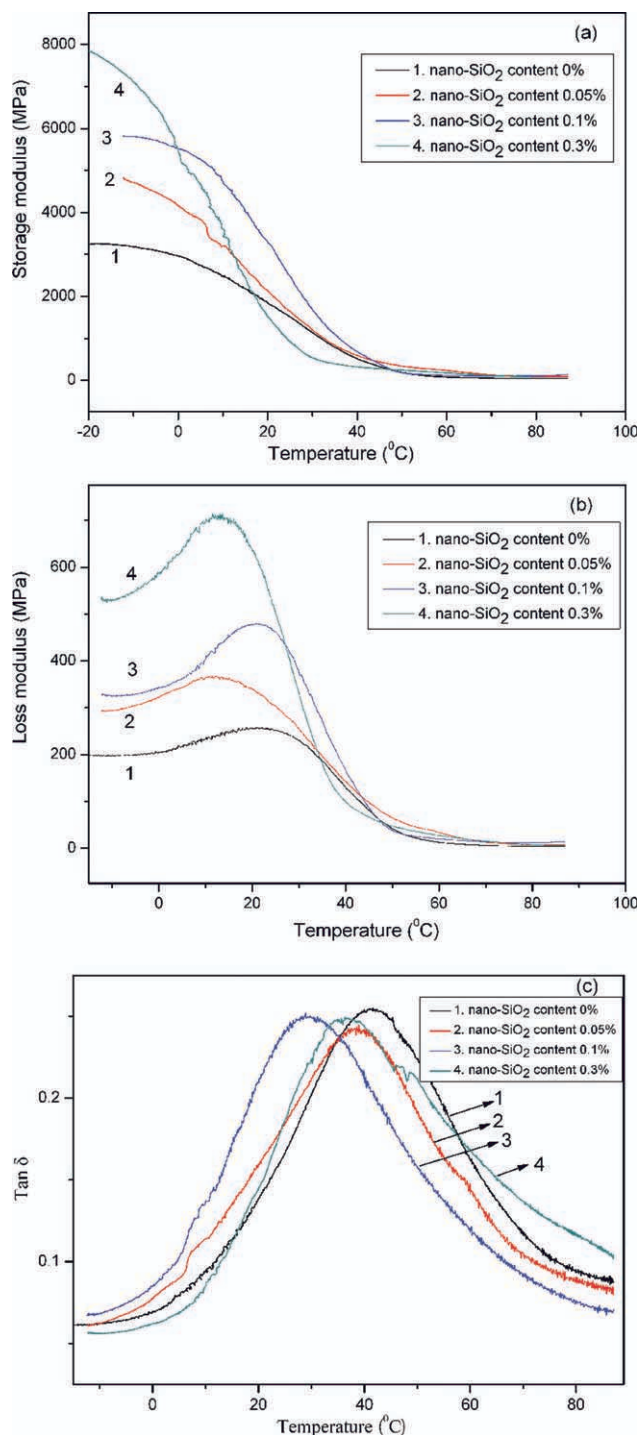 (a)
1. nano-SiO2 content 0%
2. nano-SiO2 content 0.05%
3. nano-SiO2 content 0.1%
4. nano-SiO2 content 0.3%
8000
6000
4000
2000
0
Storage modulus (MPa)
4
3
2
1
-20 0 20 40 60 80 100
Temperature (0C)
(b)
1. nano-SiO2 content 0%
2. nano-SiO2 content 0.05%
3. nano-SiO2 content 0.1%
4. nano-SiO2 content 0.3%
600
400
200
0
Loss modulus (MPa)
4
3
2
1
0 20 40 60 80 100
Temperature (0C)
(c)
1. nano-SiO2 content 0%
2. nano-SiO2 content 0.05%
3. nano-SiO2 content 0.1%
4. nano-SiO2 content 0.3%
0.2
0.1
Tan δ
1
2
3
4
0 20 40 60 80
Temperature (0C)